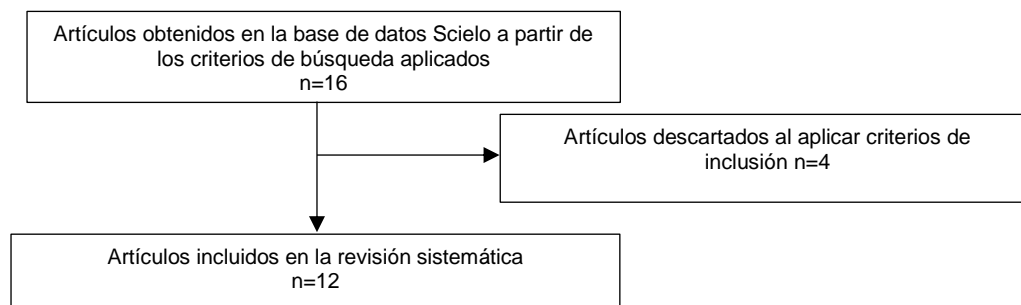 Artículos obtenidos en la base de datos Scielo a partir de
los criterios de búsqueda aplicados
n=16
Artículos descartados al aplicar criterios de
inclusión n=4
Artículos incluidos en la revisión sistemática
n=12